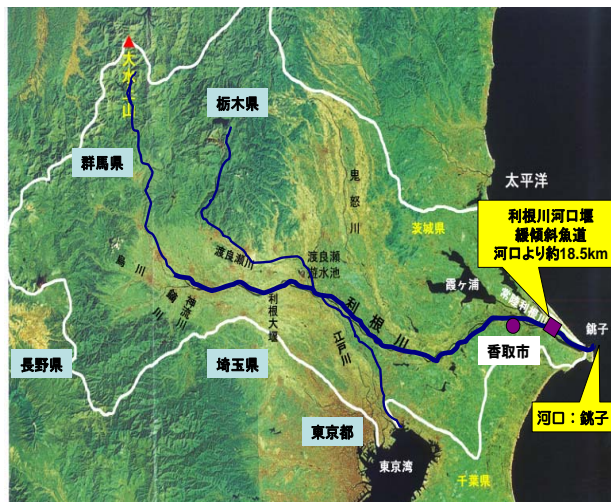 大水上山
栃木県
群馬県
鬼怒川
太平洋
茨城県
利根川河口堰
緩傾斜魚道
河口より約18.5km
渡良瀬川
渡良瀬
遊水池
霞ヶ浦
常陸利根川
烏川
鏑川
神流川
利根大堰
利根川
江戸川
銚子
香取市
長野県
埼玉県
河口：銚子
東京都
東京湾
千葉県